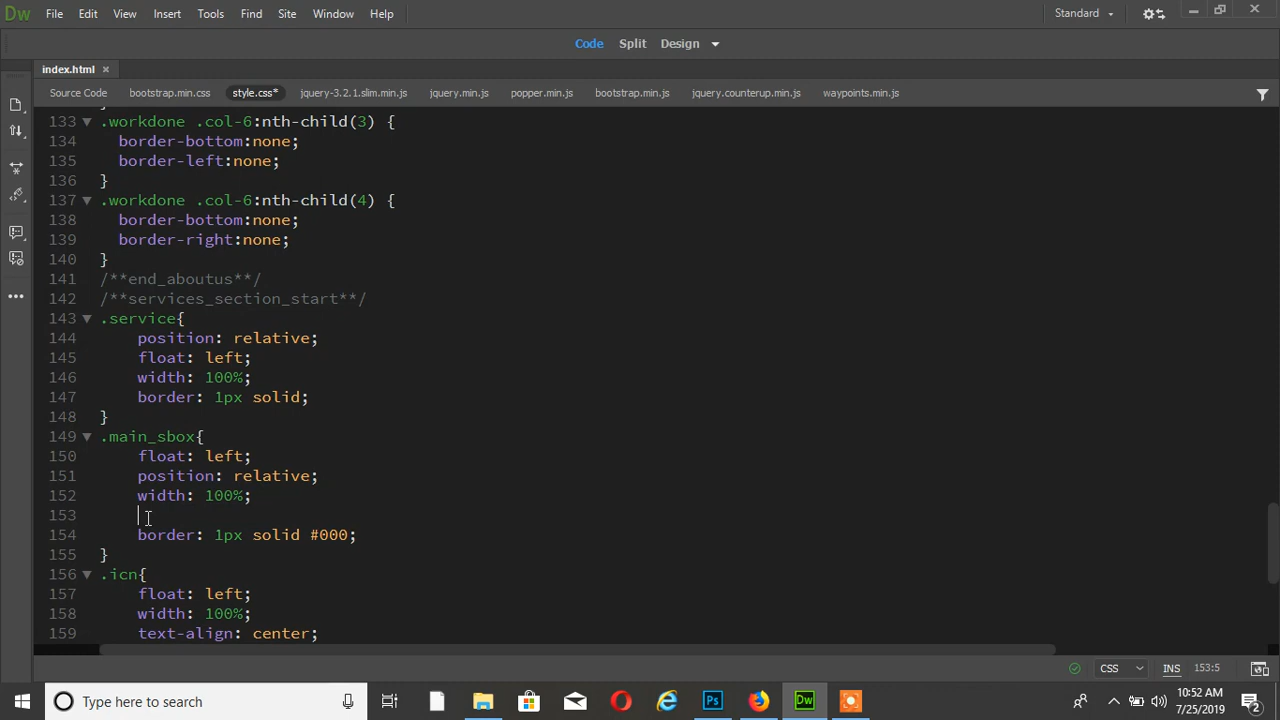 Dw File Edit View Insert Tools Find Site Window Help Standard
Code Split Design
index.html
Source Code bootstrap.min.css style.css* jquery-3.2.1.slim.min.js jquery.min.js popper.min.js bootstrap.min.js jquery.counterup.min.js waypoints.min.js
133 .workdone .col-6:nth-child(3) {
134 border-bottom:none;
135 border-left:none;
136 }
137 .workdone .col-6:nth-child(4) {
138 border-bottom:none;
139 border-right:none;
140 }
141 /**end_aboutus**/
142 /**services_section_start**/
143 .service{
144 position: relative;
145 float: left;
146 width: 100%;
147 border: 1px solid;
148 }
149 .main_sbox{
150 float: left;
151 position: relative;
152 width: 100%;
153
154 border: 1px solid #000;
155 }
156 .icn{
157 float: left;
158 width: 100%;
159 text-align: center;
CSS INS 153:5
Type here to search Ps Dw 10:52 AM
7/25/2019 2